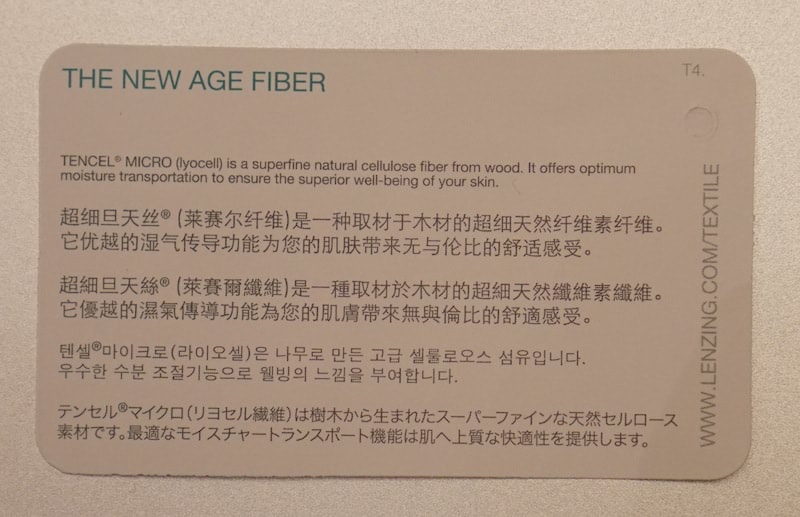 THE NEW AGE FIBER
T4.
TENCEL® MICRO (lyocell) is a superfine natural cellulose fiber from wood. It offers optimum
moisture transportation to ensure the superior well-being of your skin.
超细旦天丝® (莱赛尔纤维)是一种取材于木材的超细天然纤维素纤维。
它优越的湿气传导功能为您的肌肤带来无与伦比的舒适感受。
超細旦天絲® (萊賽爾纖維)是一種取材於木材的超細天然纖維素纖維。
它優越的濕氣傳導功能為您的肌膚帶來無與倫比的舒適感受。
텐셀®마이크로(라이오셀)은 나무로 만든 고급 셀룰로오스 섬유입니다.
우수한 수분 조절기능으로 웰빙의 느낌을 부여합니다.
テンセル®マイクロ(リヨセル繊維)は樹木から生まれたスーパーファインな天然セルロース
素材です。最適なモイスチャートランスポート機能は肌へ上質な快適性を提供します。
WWW.LENZING.COM/TEXTILE